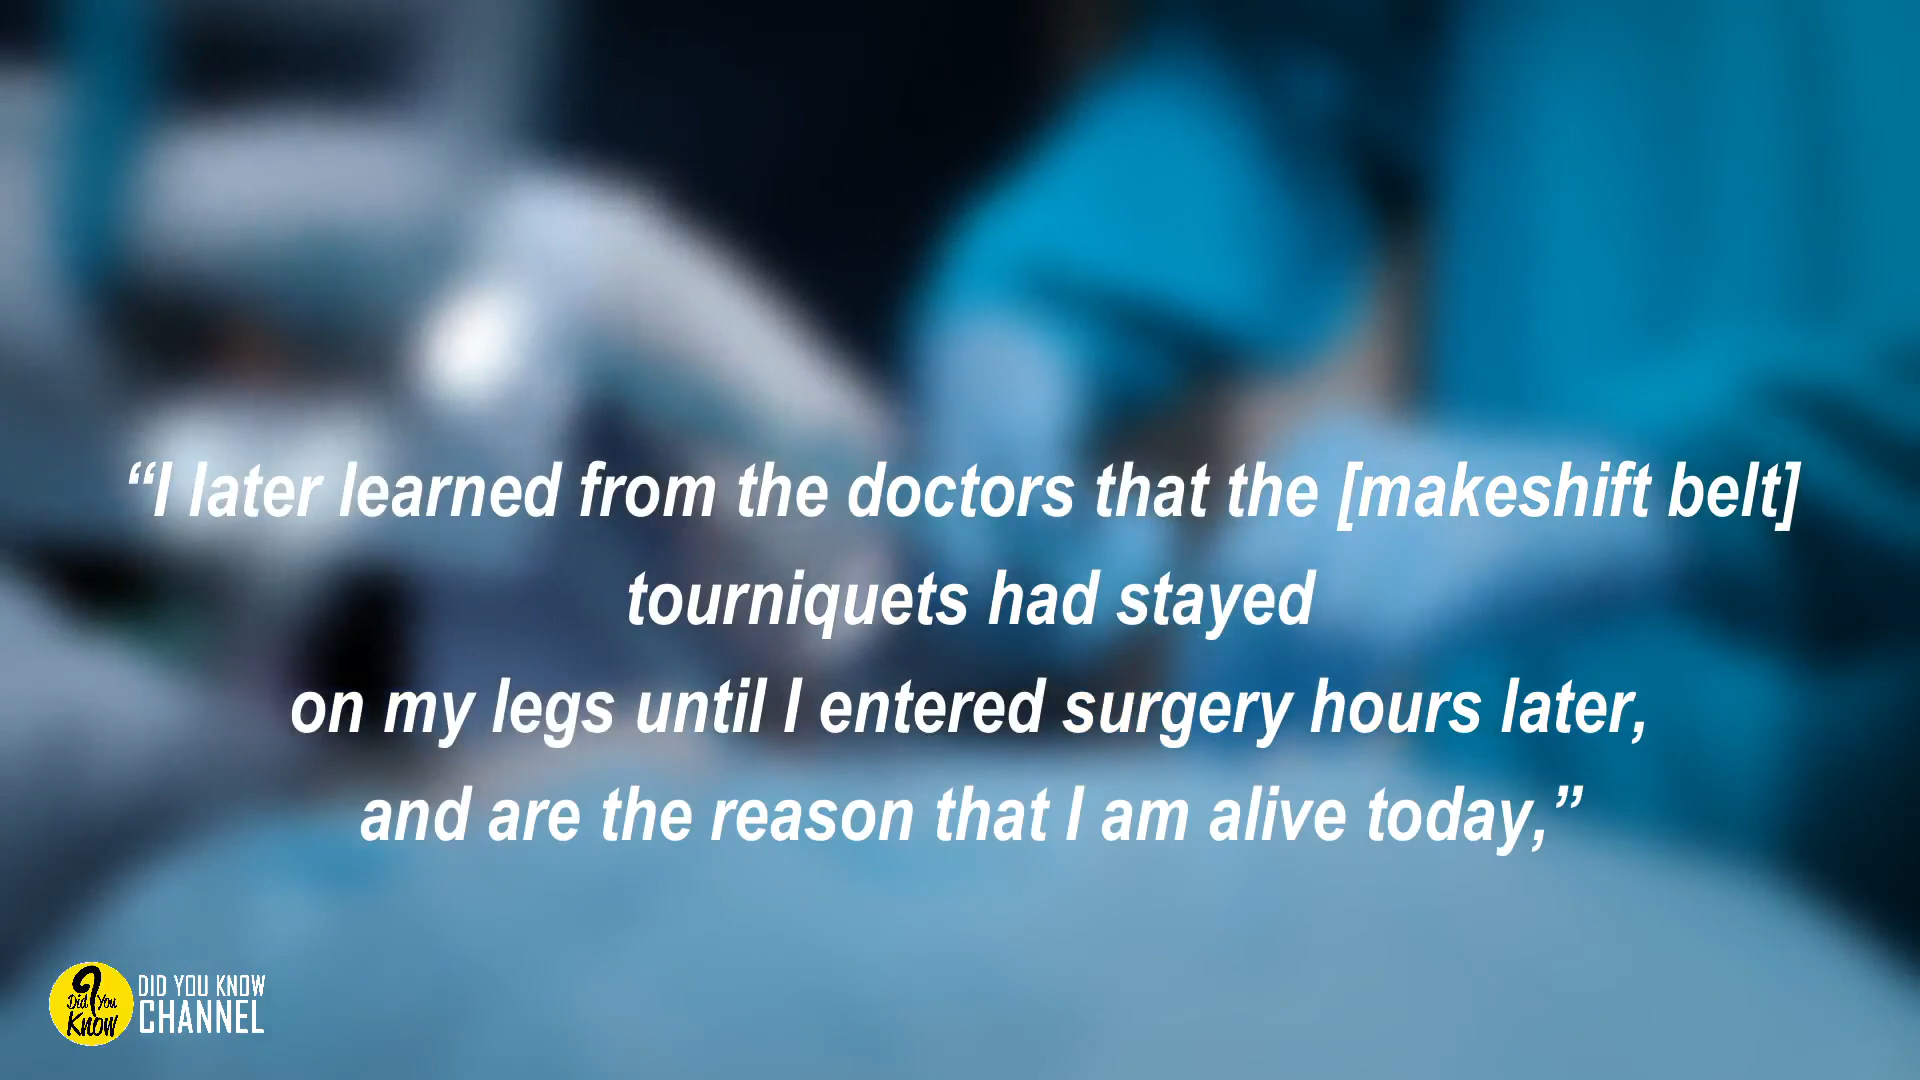 “I later learned from the doctors that the [makeshift belt]
tourniquets had stayed
on my legs until I entered surgery hours later,
and are the reason that I am alive today,”
Did You
Know
DID YOU KNOW
CHANNEL